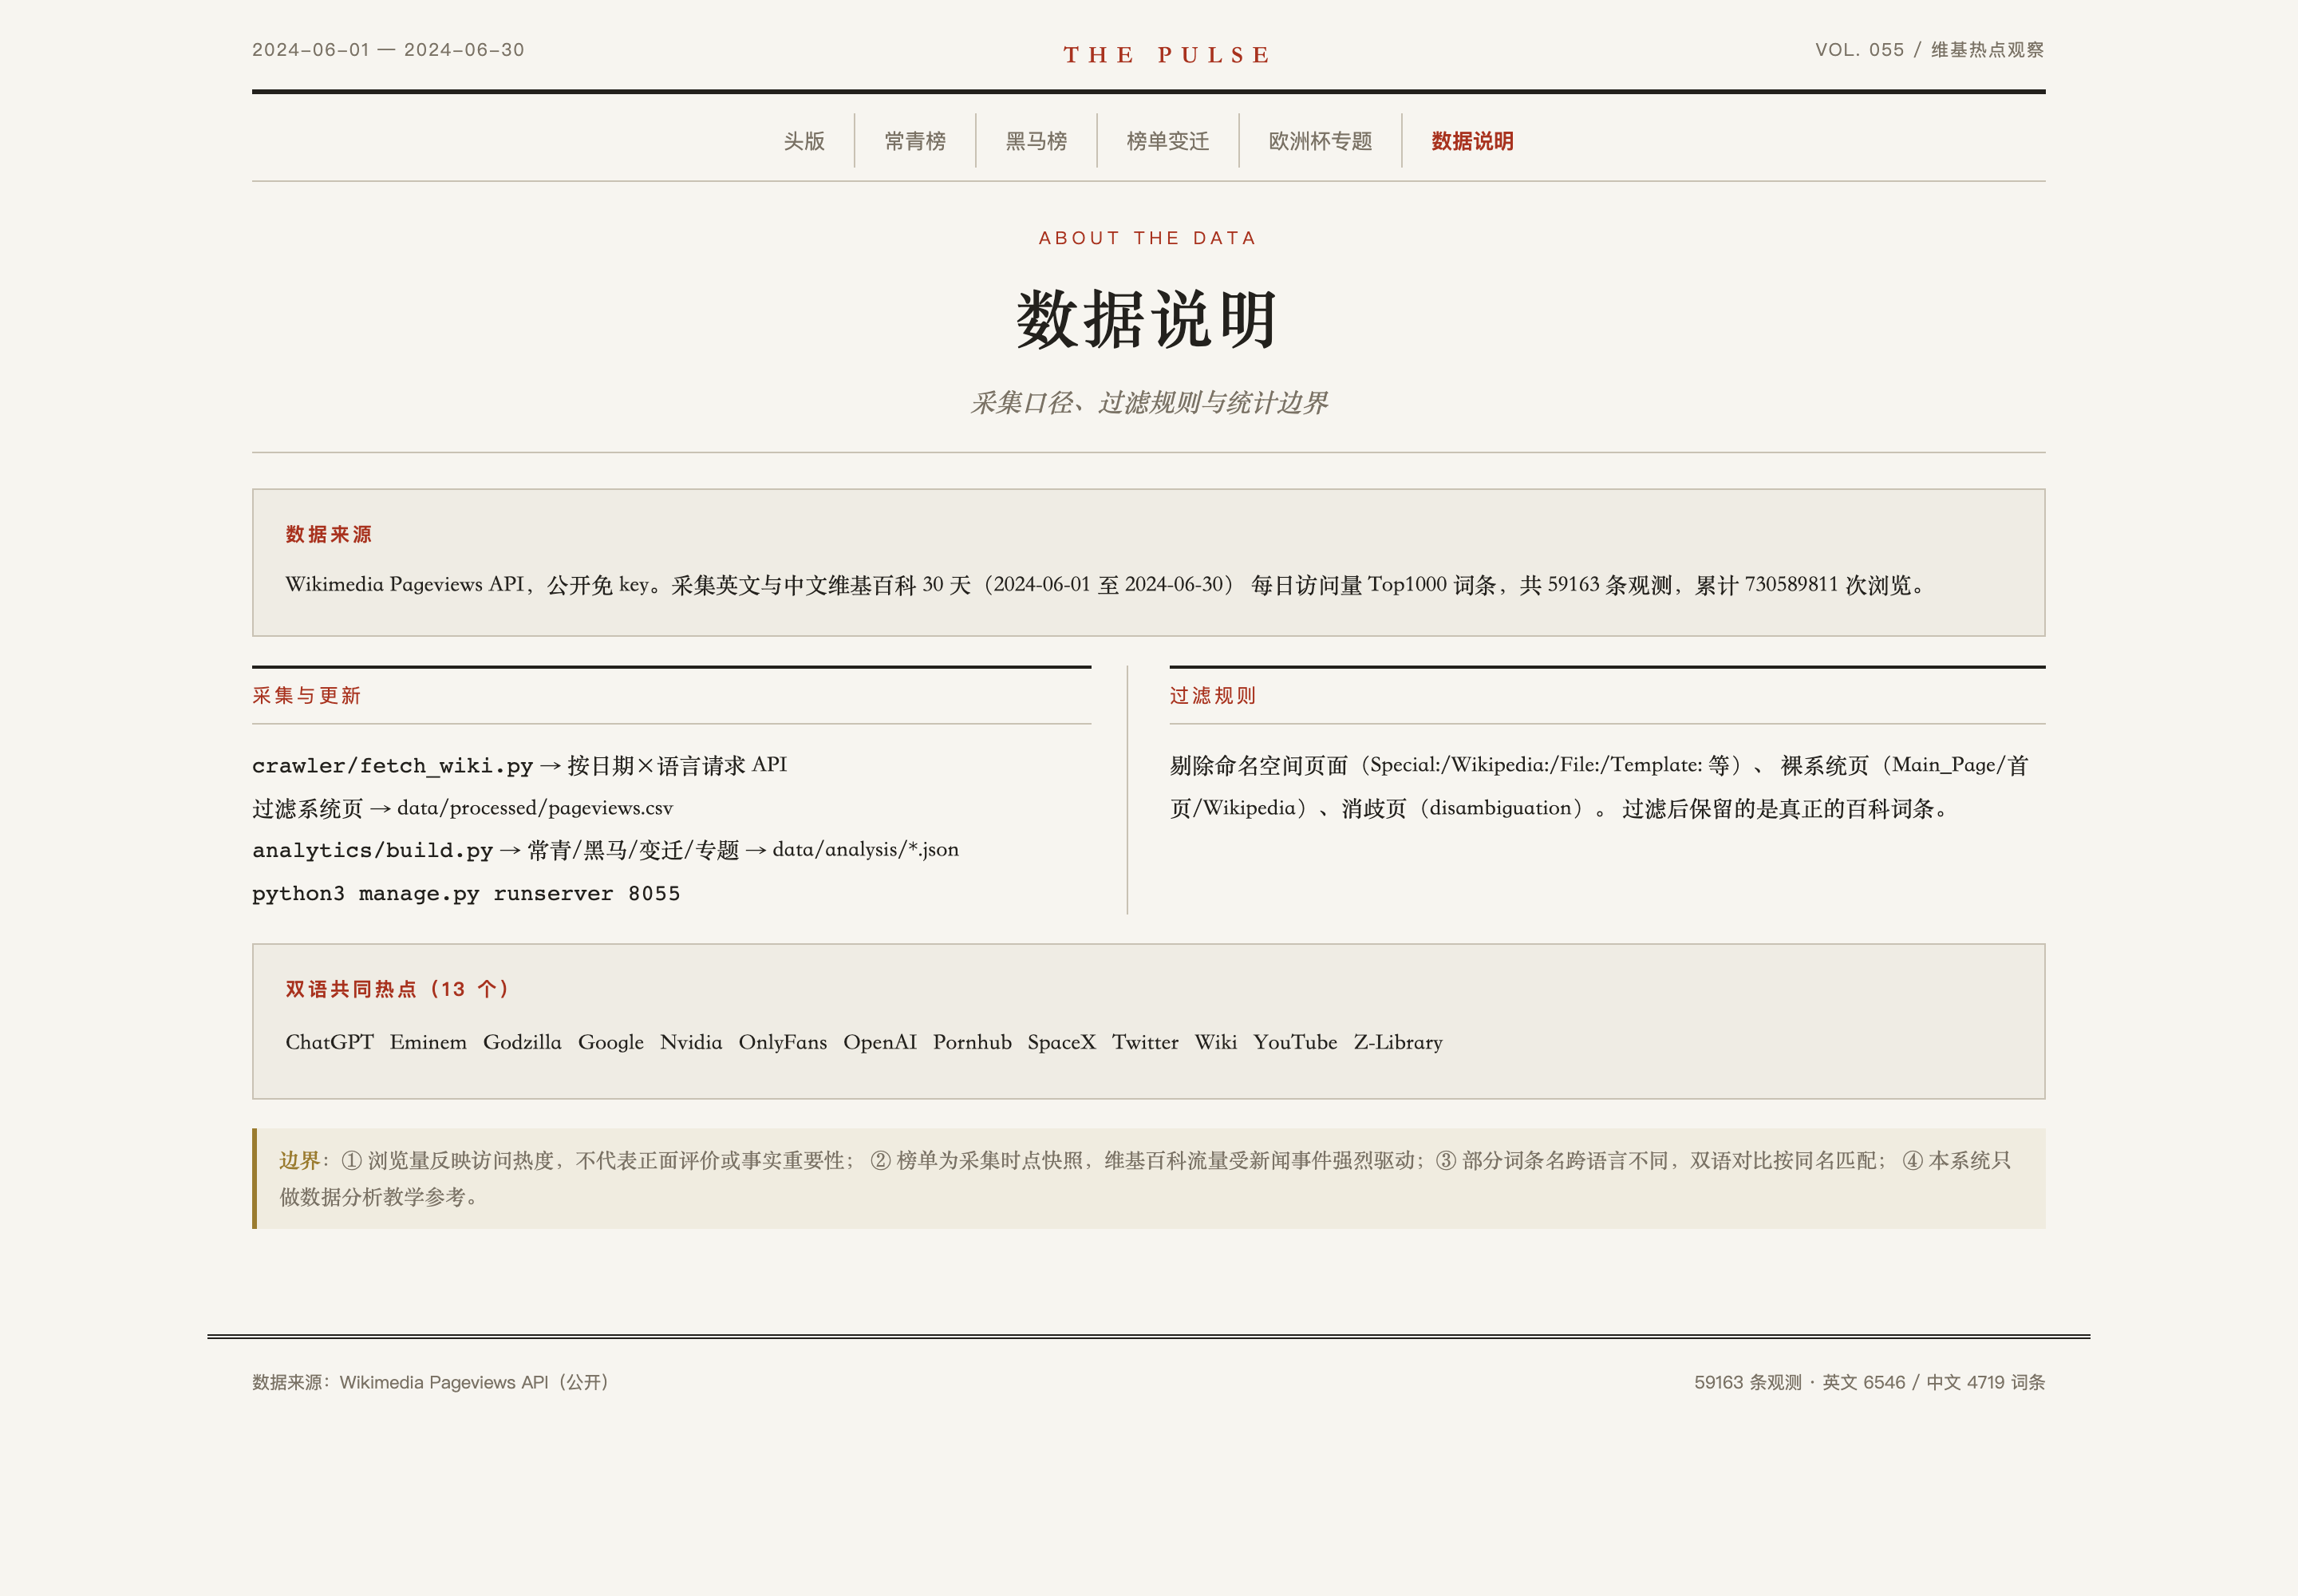 2024-06-01 — 2024-06-30
THE PULSE
VOL. 055 / 维基热点观察
头版
常青榜
黑马榜
榜单变迁
欧洲杯专题
数据说明
ABOUT THE DATA
数据说明
采集口径、过滤规则与统计边界
数据来源
Wikimedia Pageviews API，公开免 key。采集英文与中文维基百科 30 天（2024-06-01 至 2024-06-30） 每日访问量 Top1000 词条，共 59163 条观测，累计 730589811 次浏览。
采集与更新
crawler/fetch_wiki.py → 按日期×语言请求 API
过滤系统页 → data/processed/pageviews.csv
analytics/build.py → 常青/黑马/变迁/专题 → data/analysis/*.json
python3 manage.py runserver 8055
过滤规则
剔除命名空间页面（Special:/Wikipedia:/File:/Template: 等）、 裸系统页（Main_Page/首
页/Wikipedia）、消歧页（disambiguation）。 过滤后保留的是真正的百科词条。
双语共同热点（13 个）
ChatGPT Eminem Godzilla Google Nvidia OnlyFans OpenAI Pornhub SpaceX Twitter Wiki YouTube Z-Library
边界：① 浏览量反映访问热度，不代表正面评价或事实重要性； ② 榜单为采集时点快照，维基百科流量受新闻事件强烈驱动；③ 部分词条名跨语言不同，双语对比按同名匹配； ④ 本系统只
做数据分析教学参考。
数据来源：Wikimedia Pageviews API（公开）
59163 条观测 · 英文 6546 / 中文 4719 词条